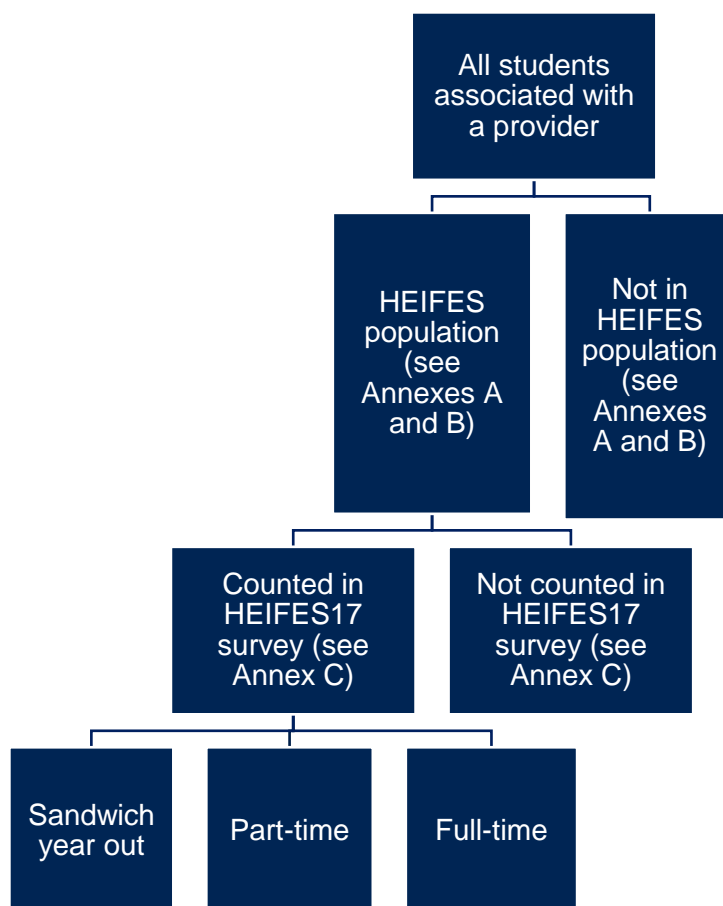 All students
associated with
a provider
HEIFES
population
(see
Annexes A
and B)
Not in
HEIFES
population
(see
Annexes
A and B)
Counted in
HEIFES17
survey (see
Annex C)
Not counted in
HEIFES17
survey (see
Annex C)
Sandwich
year out
Part-time
Full-time